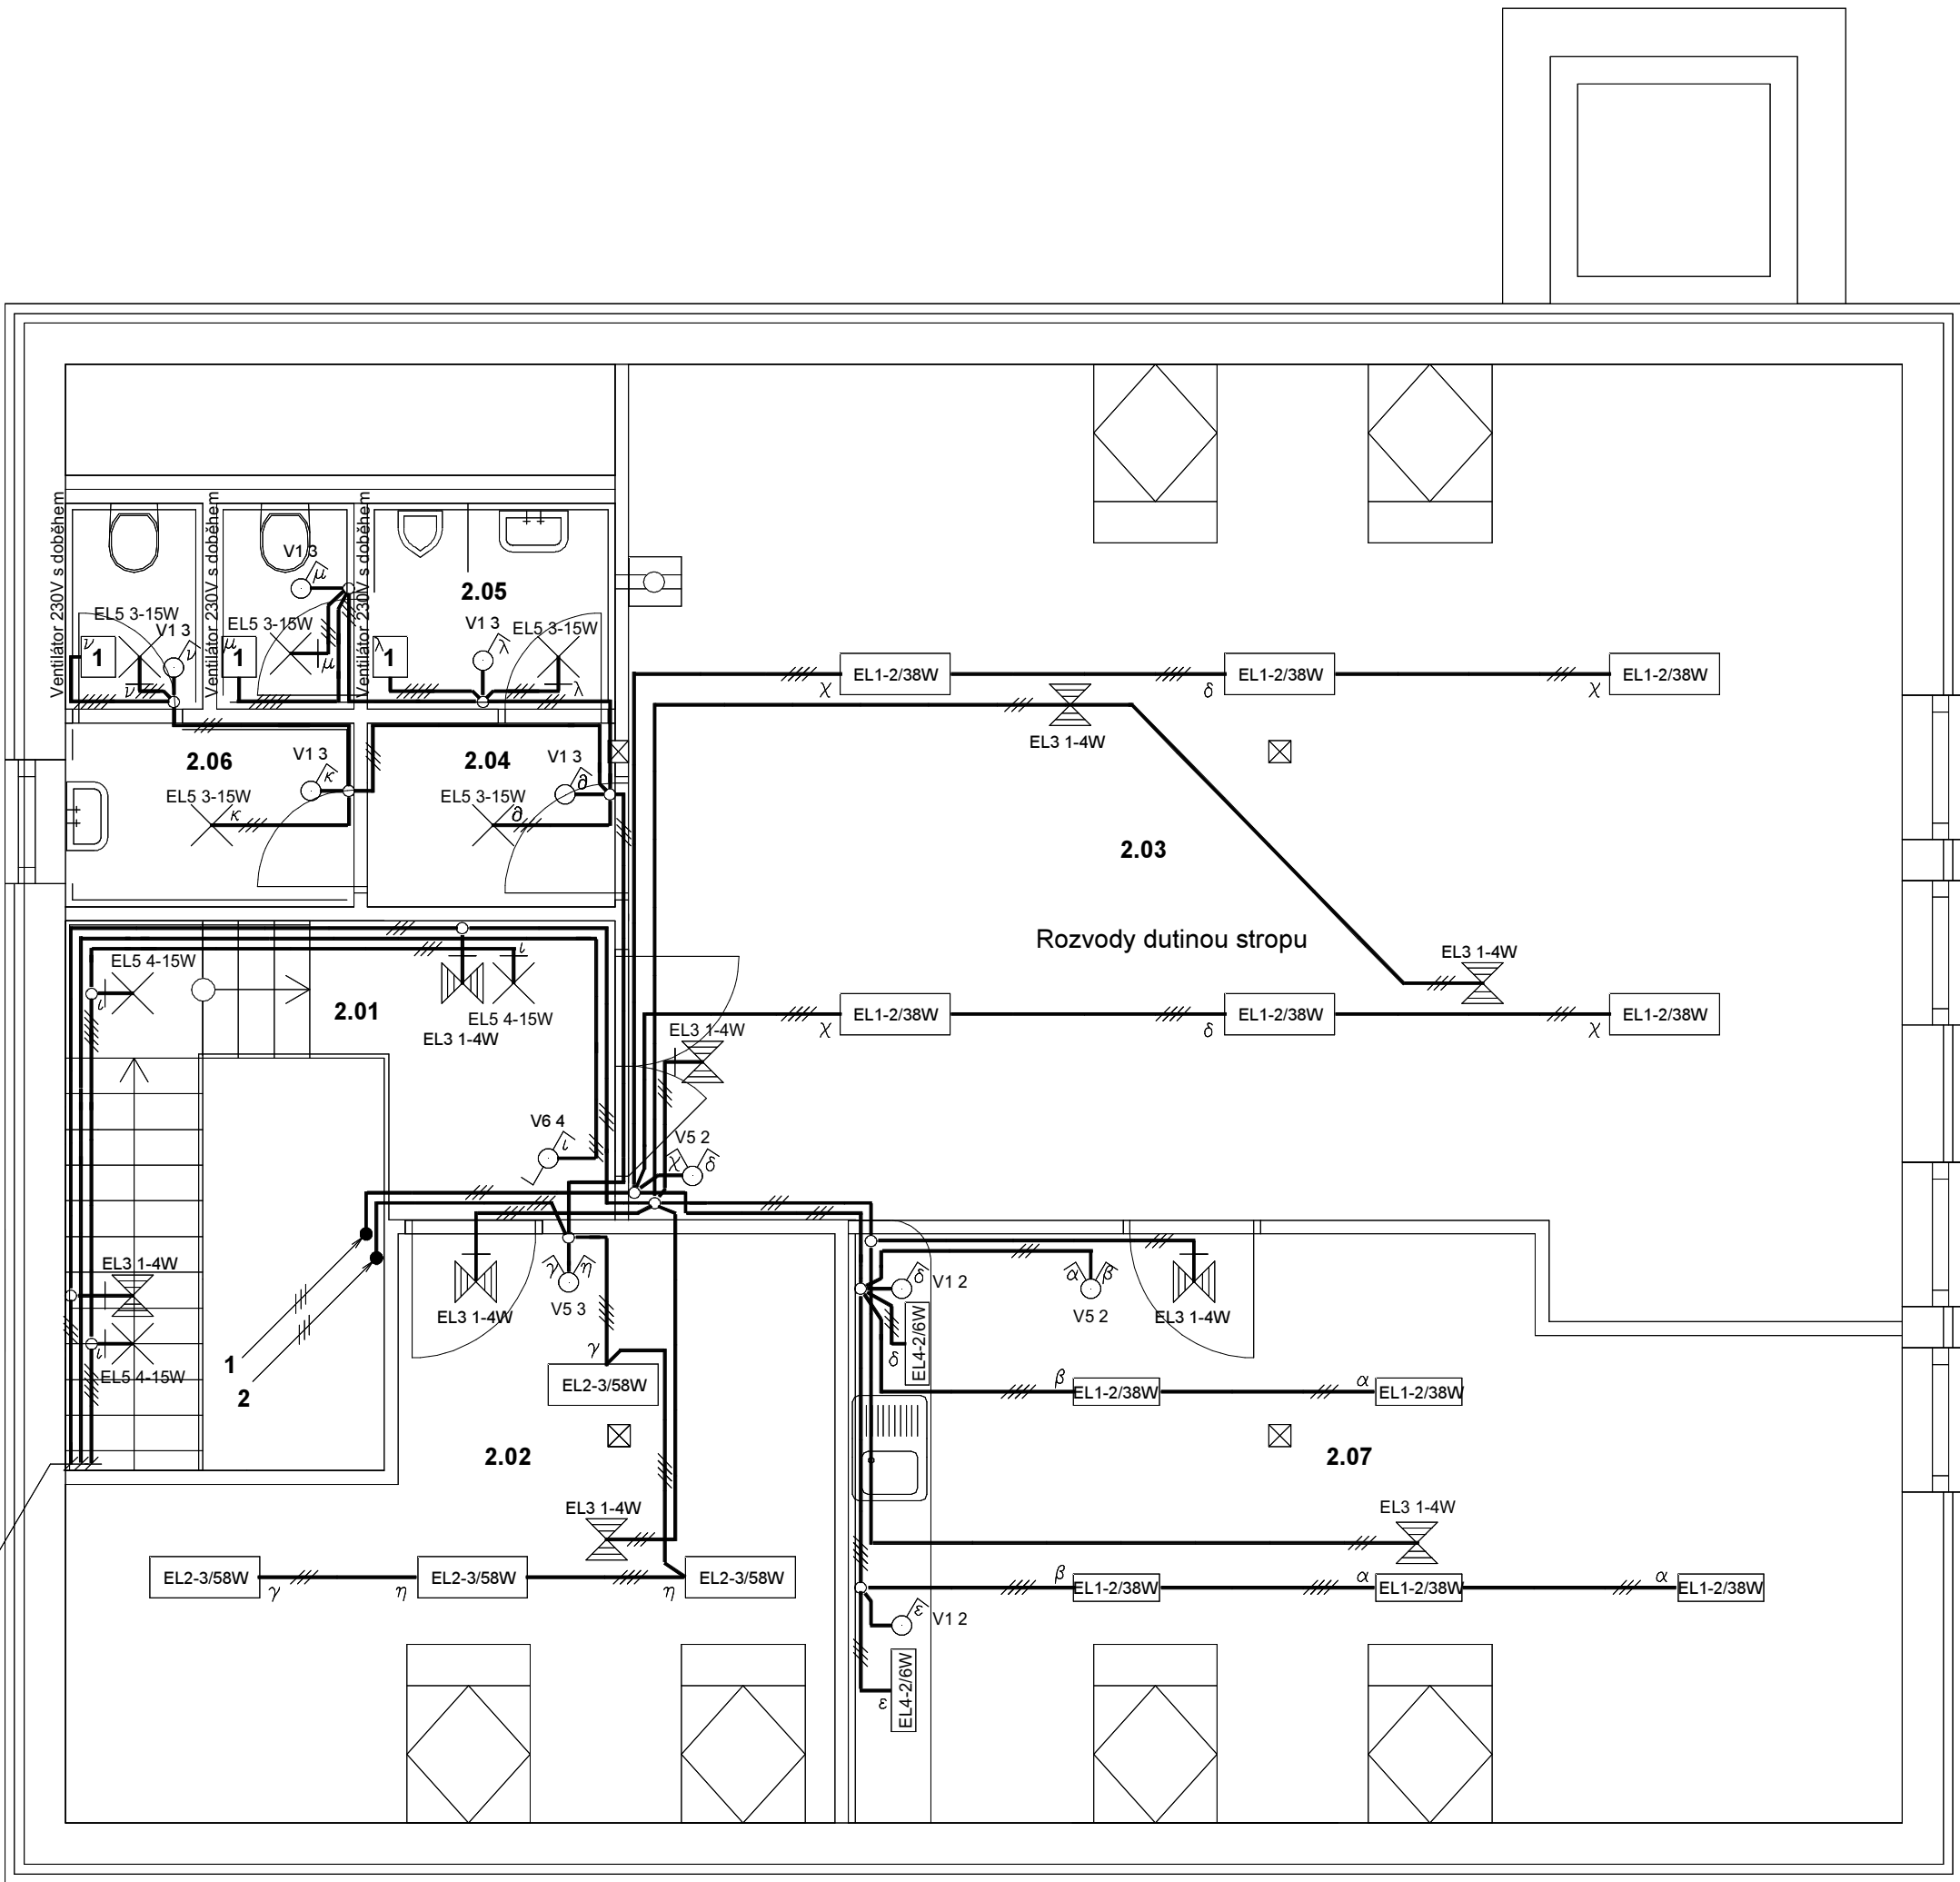 Ventilátor 230V s doběhem
Ventilátor 230V s doběhem
Ventilátor 230V s doběhem
V1 3
μ
2.05
EL5 3-15W
V1 3
ν
ν
1
ν
EL5 3-15W
μ
1
μ
V1 3
λ
EL5 3-15W
λ
1
λ
EL1-2/38W
EL1-2/38W
EL1-2/38W
χ
δ
χ
EL3 1-4W
2.06
V1 3
κ
EL5 3-15W
κ
2.04
V1 3
∂
EL5 3-15W
∂
2.03
Rozvody dutinou stropu
EL3 1-4W
EL5 4-15W
ι
2.01
ι
EL5 4-15W
EL3 1-4W
EL1-2/38W
EL1-2/38W
EL1-2/38W
χ
δ
χ
EL3 1-4W
V6 4
ι
V5 2
χ
δ
EL3 1-4W
ι
EL5 4-15W
1
2
EL3 1-4W
γ
η
V5 3
γ
EL2-3/58W
δ
V1 2
EL4-2/6W
δ
α
β
V5 2
EL3 1-4W
β
EL1-2/38W
α
EL1-2/38W
2.02
2.07
EL3 1-4W
EL3 1-4W
EL2-3/58W
γ
η
EL2-3/58W
η
EL2-3/58W
β
EL1-2/38W
α
EL1-2/38W
α
EL1-2/38W
ε
V1 2
ε
EL4-2/6W